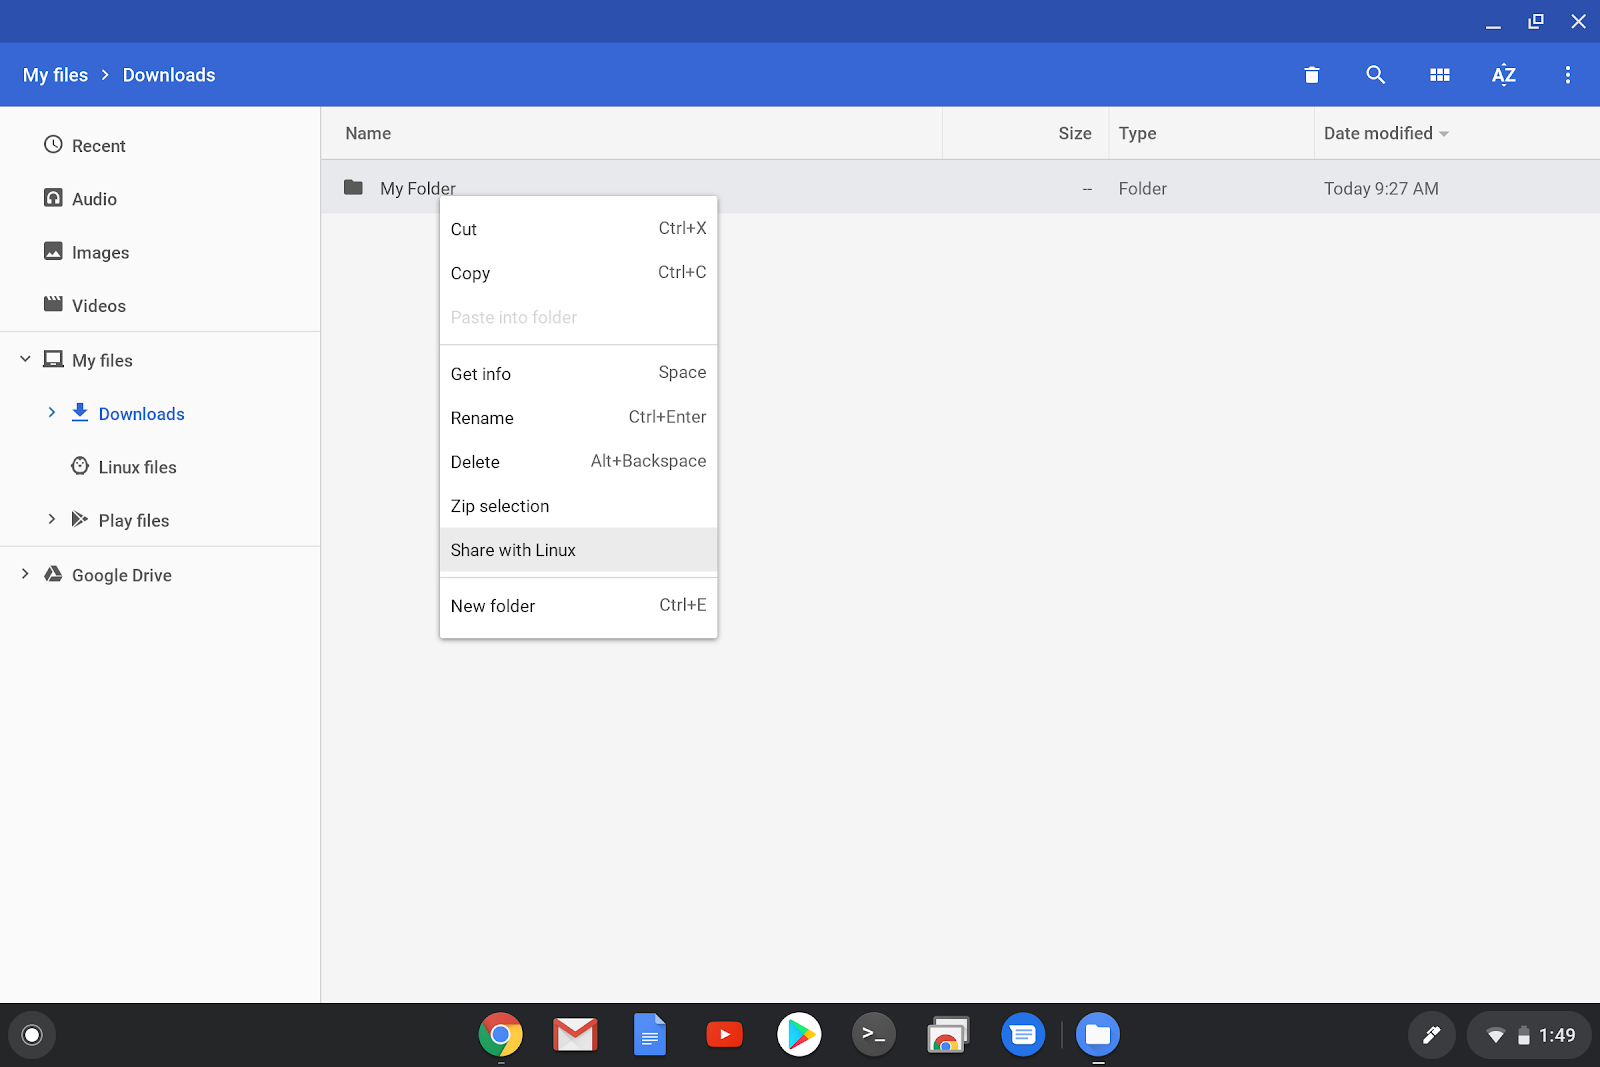 My files > Downloads
AZ
Recent
Audio
Images
Videos
My files
Downloads
Linux files
Play files
Google Drive
Name Size Type Date modified
My Folder -- Folder Today 9:27 AM
Cut Ctrl+X
Copy Ctrl+C
Paste into folder
Get info Space
Rename Ctrl+Enter
Delete Alt+Backspace
Zip selection
Share with Linux
New folder Ctrl+E
>_
1:49